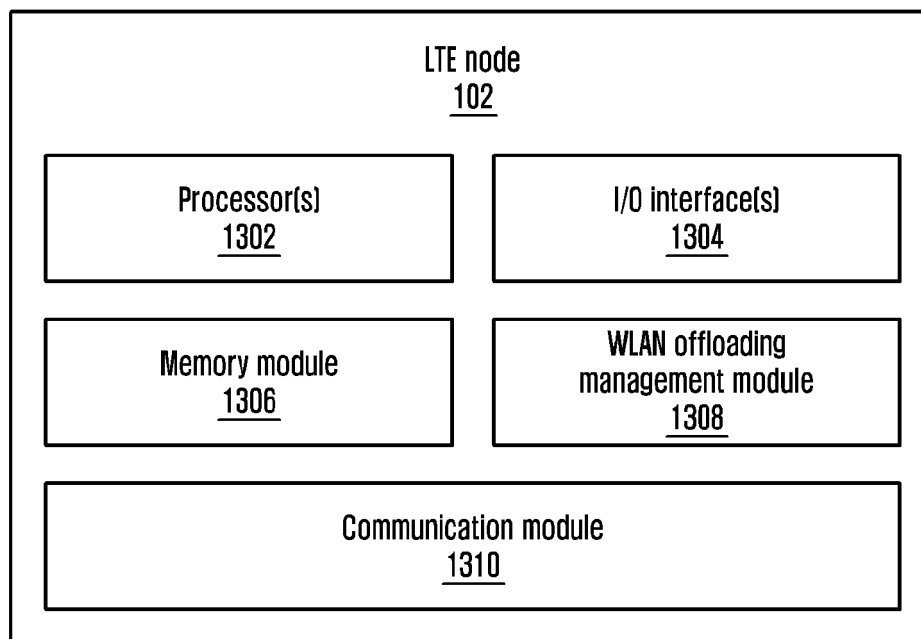 LTE node
102
Processor(s)
1302
I/O interface(s)
1304
Memory module
1306
WLAN offloading
management module
1308
Communication module
1310